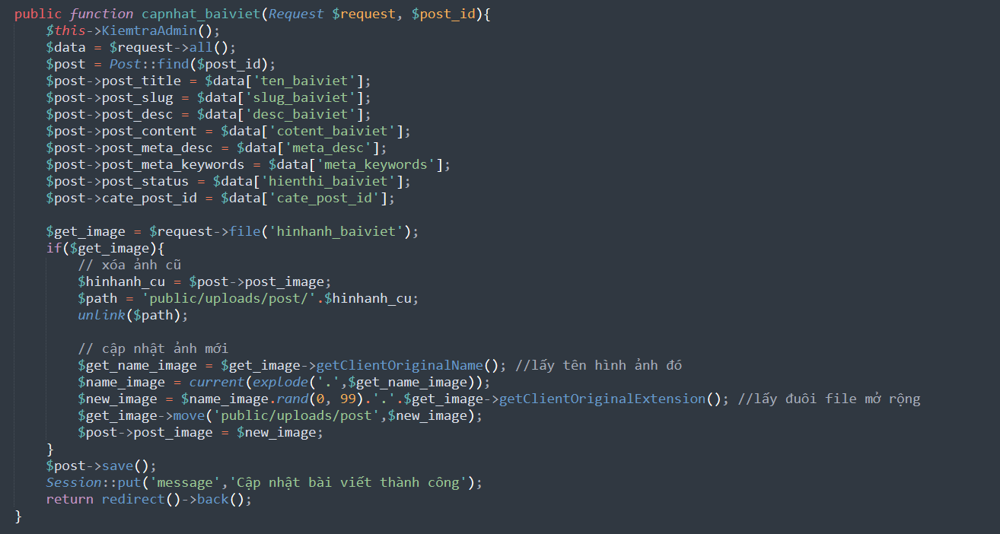 public function capnhat_baiviet(Request $request, $post_id){
    $this->KiemtraAdmin();
    $data = $request->all();
    $post = Post::find($post_id);
    $post->post_title = $data['ten_baiviet'];
    $post->post_slug = $data['slug_baiviet'];
    $post->post_desc = $data['desc_baiviet'];
    $post->post_content = $data['cotent_baiviet'];
    $post->post_meta_desc = $data['meta_desc'];
    $post->post_meta_keywords = $data['meta_keywords'];
    $post->post_status = $data['hienthi_baiviet'];
    $post->cate_post_id = $data['cate_post_id'];

    $get_image = $request->file('hinhanh_baiviet');
    if($get_image){
        // xóa ảnh cũ
        $hinhanh_cu = $post->post_image;
        $path = 'public/uploads/post/'.$hinhanh_cu;
        unlink($path);

        // cập nhật ảnh mới
        $get_name_image = $get_image->getClientOriginalName(); //lấy tên hình ảnh đó
        $name_image = current(explode('.',$get_name_image));
        $new_image = $name_image.rand(0, 99).'.'.$get_image->getClientOriginalExtension(); //lấy đuôi file mở rộng
        $get_image->move('public/uploads/post',$new_image);
        $post->post_image = $new_image;
    }
    $post->save();
    Session::put('message','Cập nhật bài viết thành công');
    return redirect()->back();
}